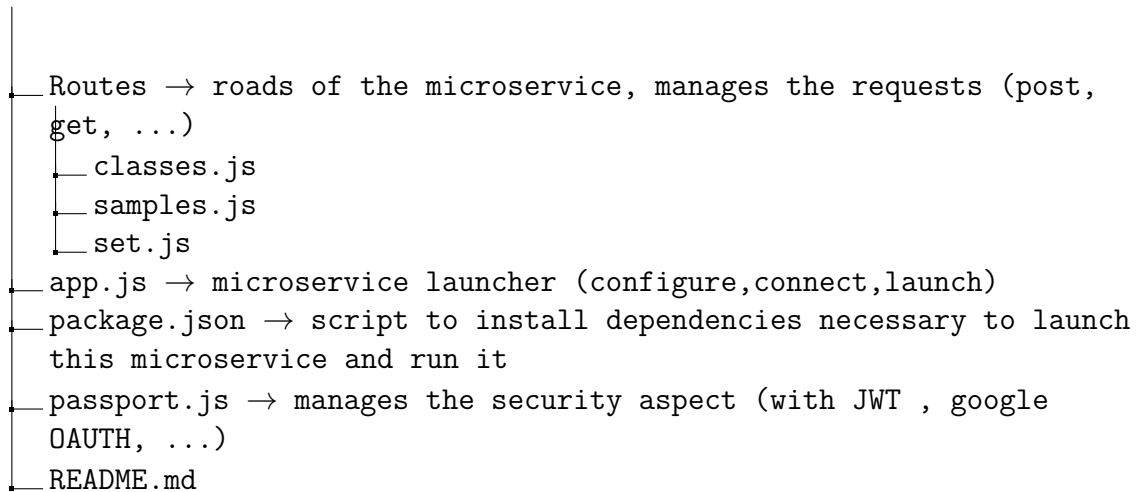 Routes → roads of the microservice, manages the requests (post,
get, ...)
classes.js
samples.js
set.js
app.js → microservice launcher (configure,connect,launch)
package.json → script to install dependencies necessary to launch
this microservice and run it
passport.js → manages the security aspect (with JWT , google
OAUTH, ...)
README.md